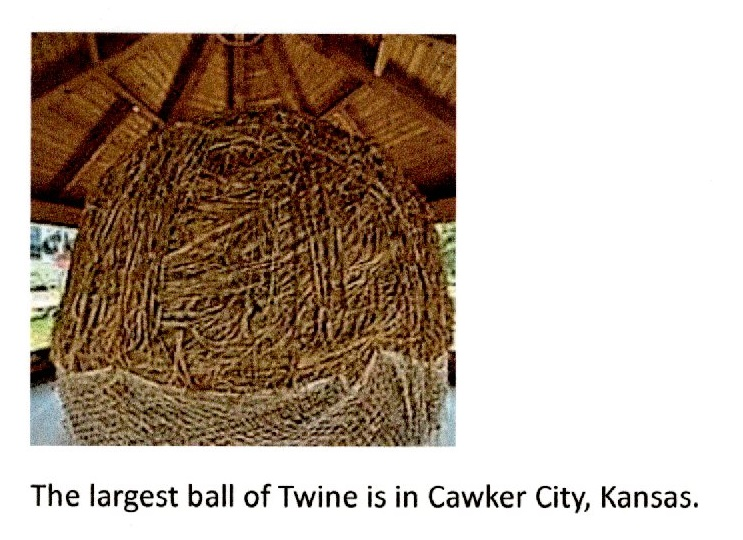 The largest ball of Twine is in Cawker City, Kansas.